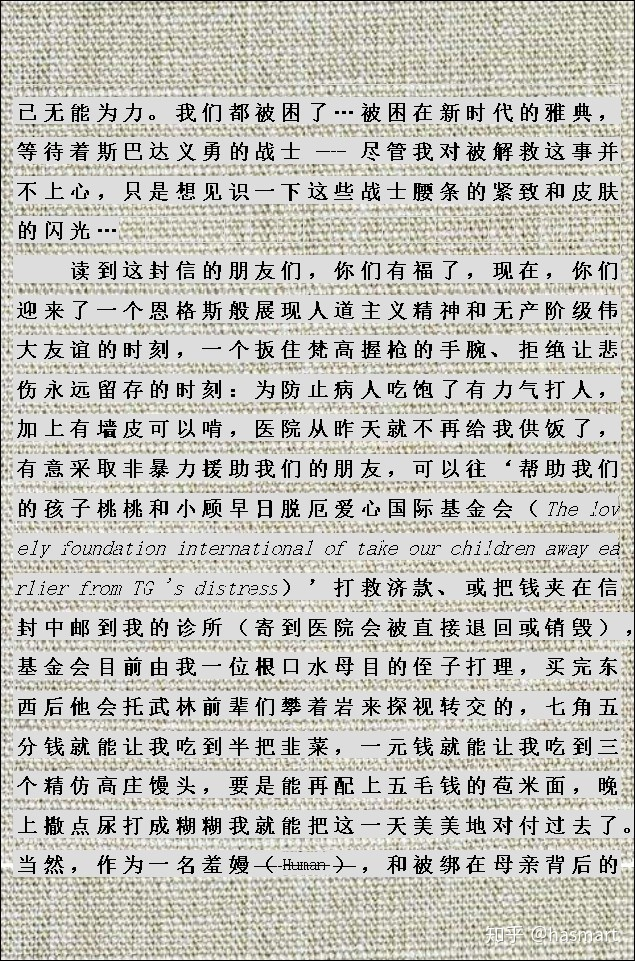 己无能为力。我们都被困了…被困在新时代的雅典，
等待着斯巴达义勇的战士 --- 尽管我对被解救这事并
不上心，只是想见识一下这些战士腰条的紧致和皮肤
的闪光…
读到这封信的朋友们，你们有福了，现在，你们
迎来了一个恩格斯般展现人道主义精神和无产阶级伟
大友谊的时刻，一个扳住梵高握枪的手腕、拒绝让悲
伤永远留存的时刻：为防止病人吃饱了有力气打人，
加上有墙皮可以啃，医院从昨天就不再给我供饭了，
有意采取非暴力援助我们的朋友，可以往‘帮助我们
的孩子桃桃和小顾早日脱厄爱心国际基金会（The lov
ely foundation international of take our children away ea
rlier from TG 's distress）’打救济款、或把钱夹在信
封中邮到我的诊所（寄到医院会被直接退回或销毁），
基金会目前由我一位根口水母目的侄子打理，买完东
西后他会托武林前辈们攀着岩来探视转交的，七角五
分钱就能让我吃到半把韭菜，一元钱就能让我吃到三
个精仿高庄馒头，要是能再配上五毛钱的苞米面，晚
上撒点尿打成糊糊我就能把这一天美美地对付过去了。
当然，作为一名羞嫚（Human），和被绑在母亲背后的
知乎 @hasmart